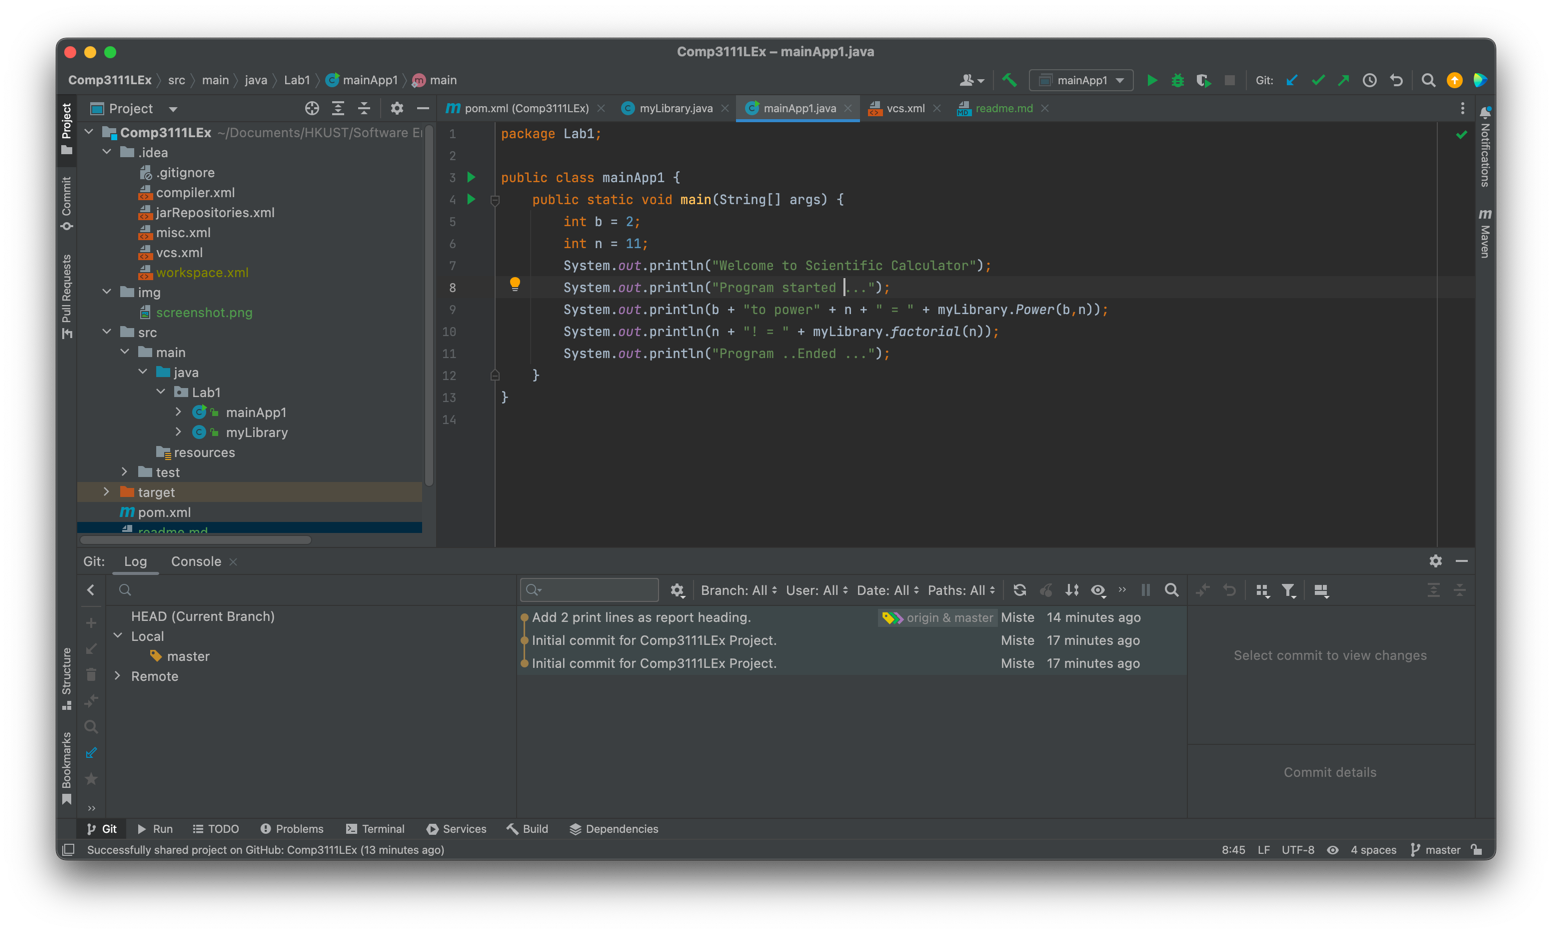 Comp3111LEx – mainApp1.java
Comp3111LEx src main java Lab1 mainApp1 m main
mainApp1
Git:
Project
pom.xml (Comp3111LEx)
myLibrary.java
mainApp1.java
vcs.xml
readme.md
Project
Commit
Pull Requests
Structure
Bookmarks
Notifications
Maven
Comp3111LEx ~/Documents/HKUST/Software E
.idea
.gitignore
compiler.xml
jarRepositories.xml
misc.xml
vcs.xml
workspace.xml
img
screenshot.png
src
main
java
Lab1
mainApp1
myLibrary
resources
test
target
pom.xml
readme.md
1 package Lab1;
2
3 public class mainApp1 {
4 public static void main(String[] args) {
5 int b = 2;
6 int n = 11;
7 System.out.println("Welcome to Scientific Calculator");
8 System.out.println("Program started ...");
9 System.out.println(b + "to power" + n + " = " + myLibrary.Power(b,n));
10 System.out.println(n + "! = " + myLibrary.factorial(n));
11 System.out.println("Program ..Ended ...");
12 }
13 }
14
Git: Log Console
Branch: All User: All Date: All Paths: All
HEAD (Current Branch)
Local
master
Remote
Add 2 print lines as report heading. origin & master Miste 14 minutes ago
Initial commit for Comp3111LEx Project. Miste 17 minutes ago
Initial commit for Comp3111LEx Project. Miste 17 minutes ago
Select commit to view changes
Commit details
Git Run TODO Problems Terminal Services Build Dependencies
Successfully shared project on GitHub: Comp3111LEx (13 minutes ago)
8:45 LF UTF-8 4 spaces master